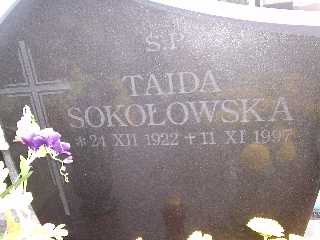 Ś.P.
TAIDA
SOKOŁOWSKA
*24 XII 1922 +11 XI 1997